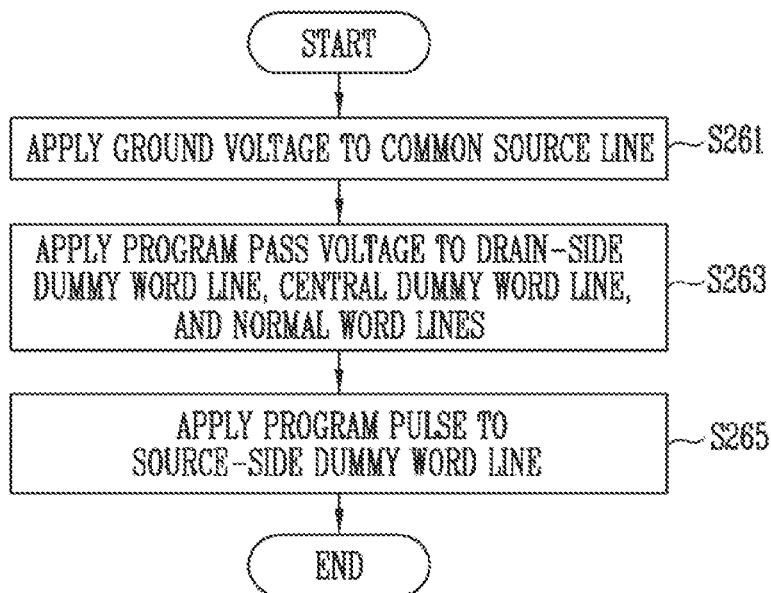 START
APPLY GROUND VOLTAGE TO COMMON SOURCE LINE
S261
APPLY PROGRAM PASS VOLTAGE TO DRAIN-SIDE
DUMMY WORD LINE, CENTRAL DUMMY WORD LINE,
AND NORMAL WORD LINES
S263
APPLY PROGRAM PULSE TO
SOURCE-SIDE DUMMY WORD LINE
S265
END